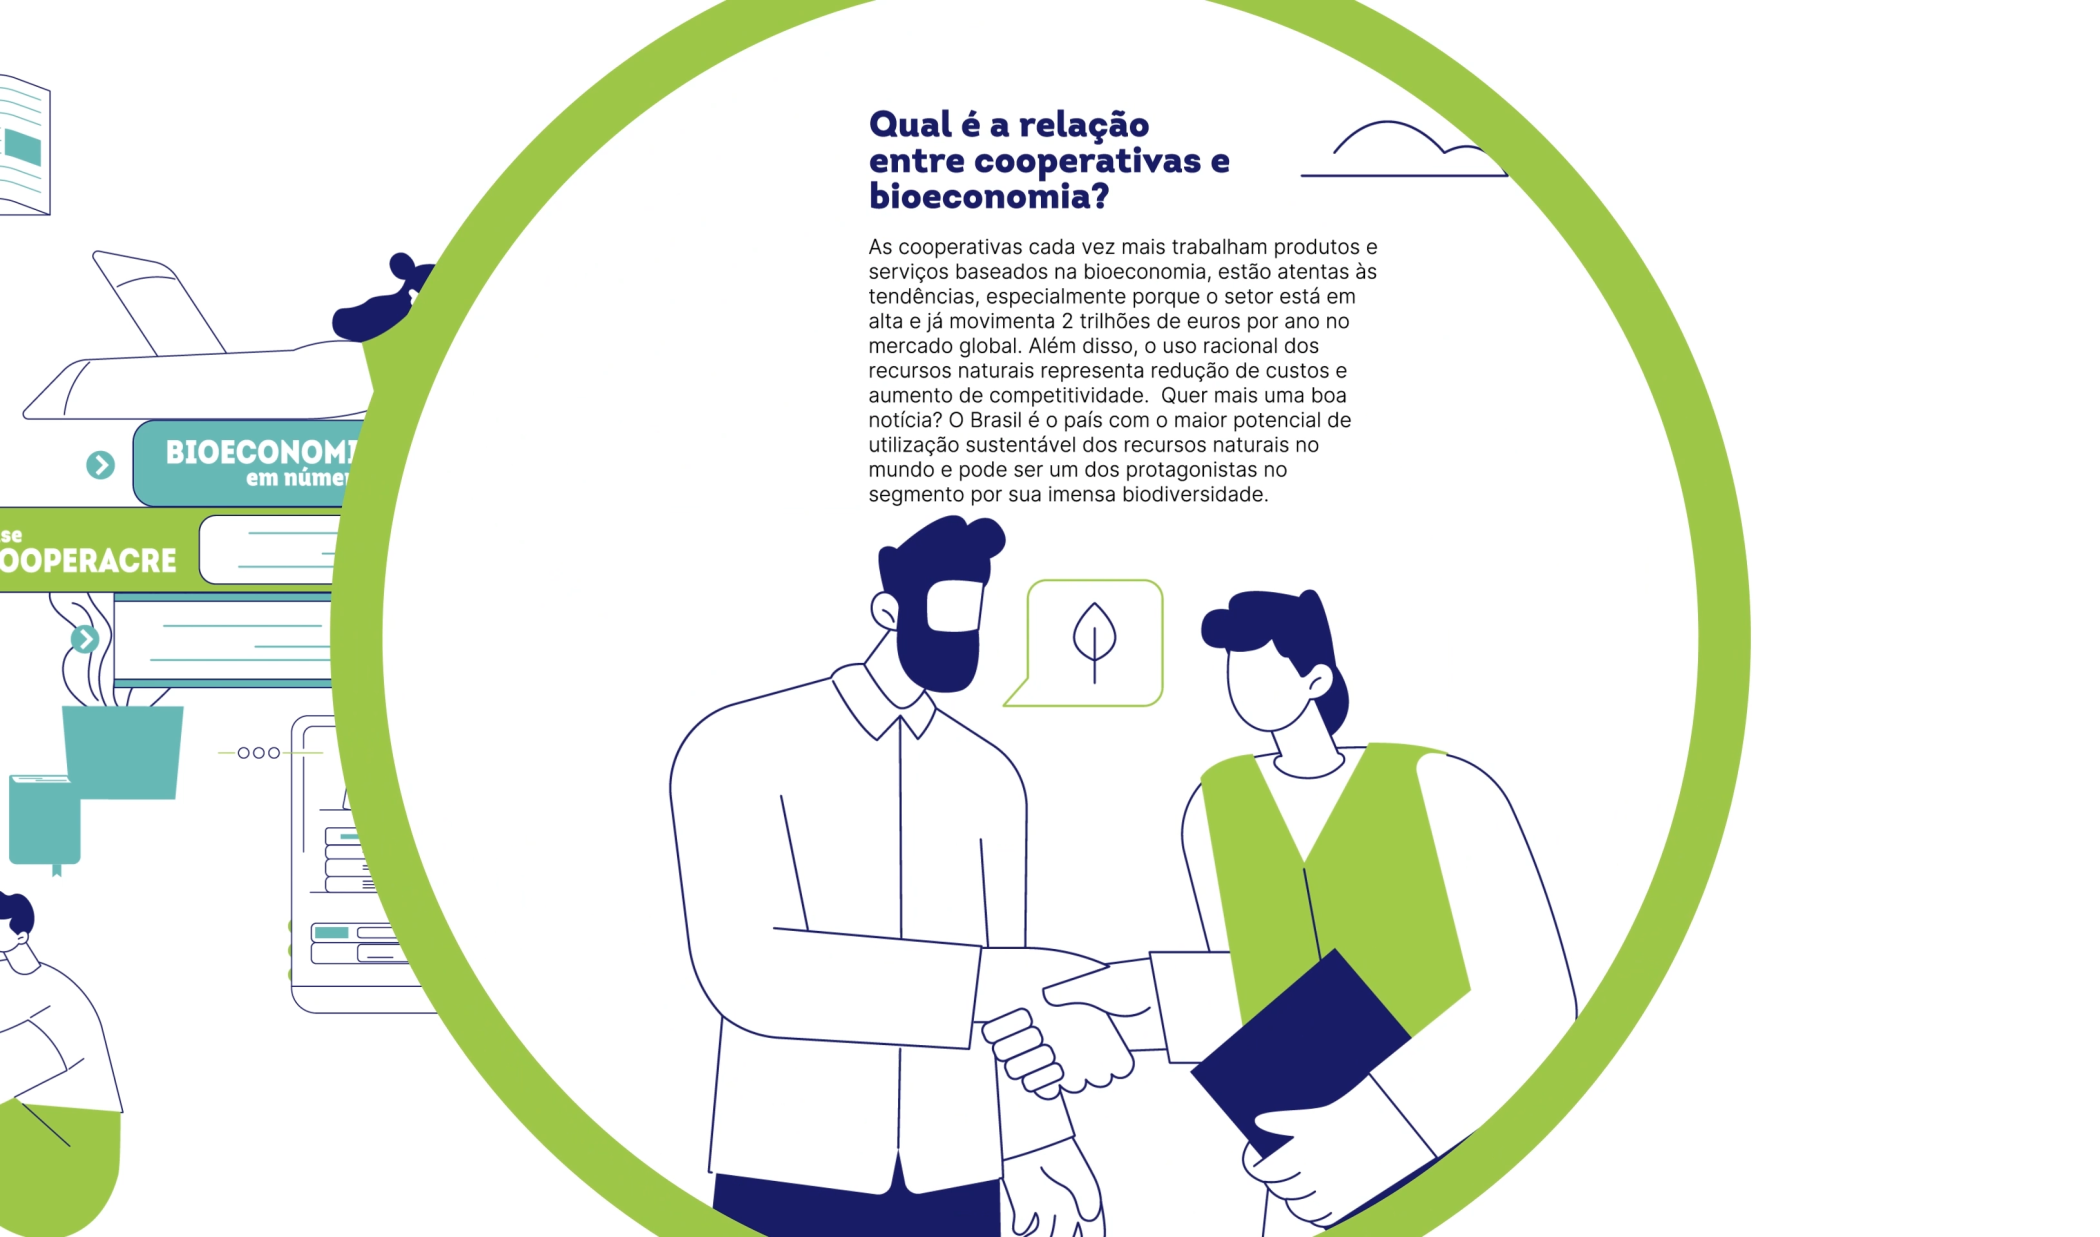 Qual é a relação
entre cooperativas e
bioeconomia?
As cooperativas cada vez mais trabalham produtos e
serviços baseados na bioeconomia, estão atentas às
tendências, especialmente porque o setor está em
alta e já movimenta 2 trilhões de euros por ano no
mercado global. Além disso, o uso racional dos
recursos naturais representa redução de custos e
aumento de competitividade.  Quer mais uma boa
notícia? O Brasil é o país com o maior potencial de
utilização sustentável dos recursos naturais no
mundo e pode ser um dos protagonistas no
segmento por sua imensa biodiversidade.
BIOECONOMI
em númer
se
OOPERACRE